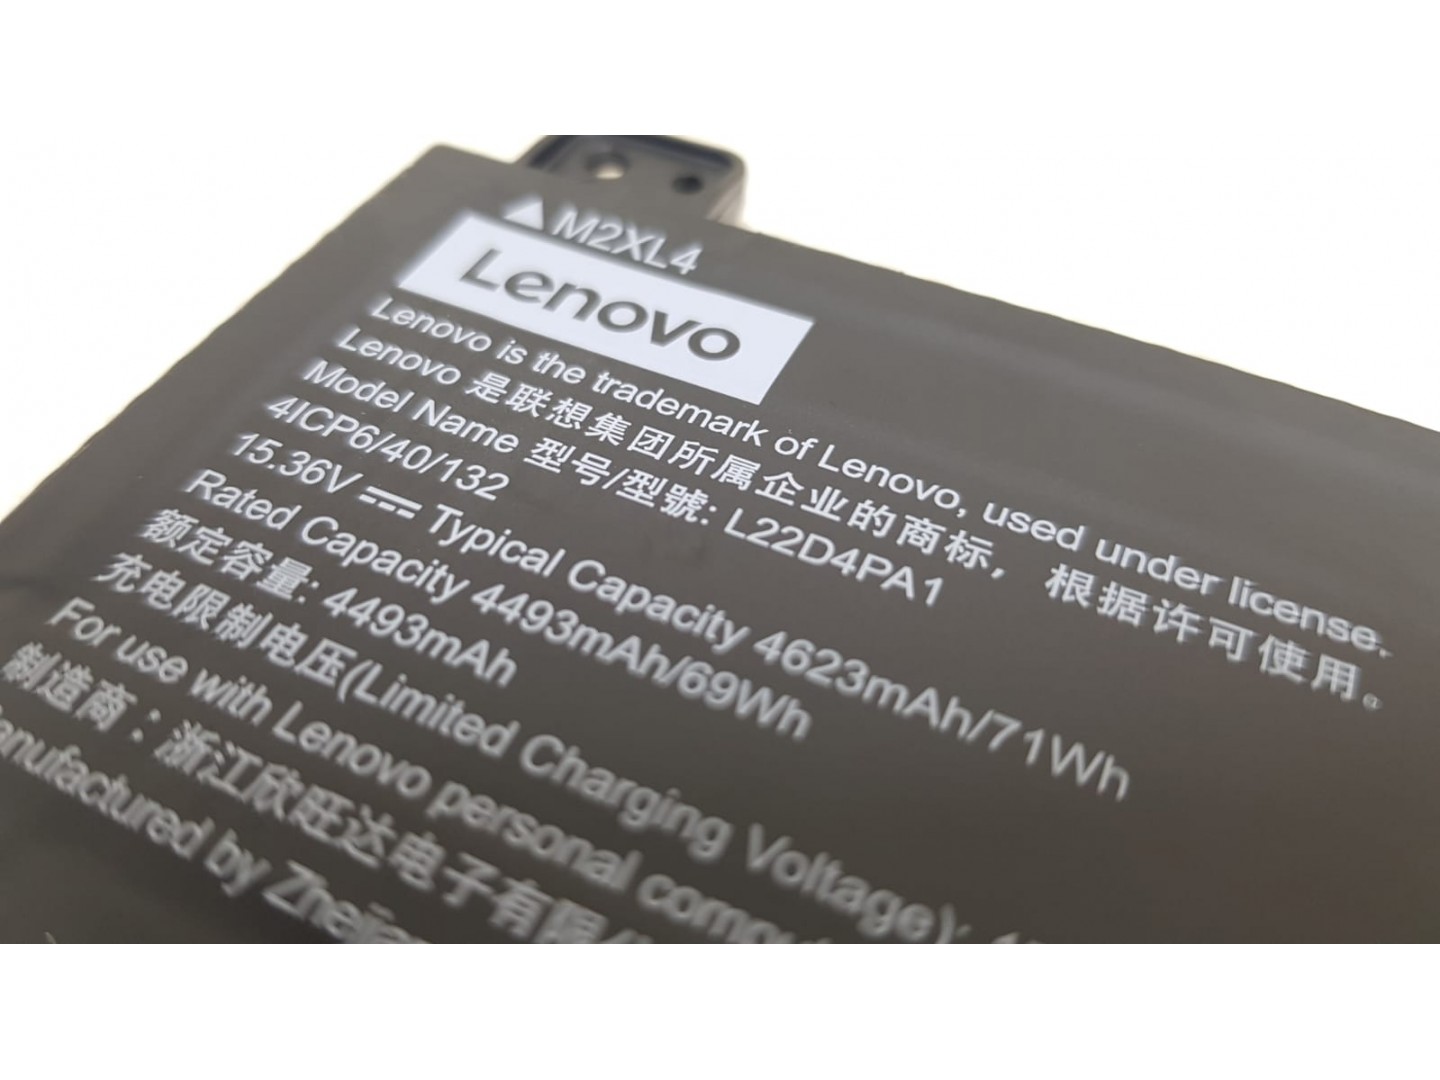 ▲M2XL4
Lenovo
Lenovo is the trademark of Lenovo, used under license.
Lenovo 是联想集团所属企业的商标， 根据许可使用。
Model Name 型号/型號: L22D4PA1
4ICP6/40/132
15.36V ⎓ Typical Capacity 4623mAh/71Wh
Rated Capacity 4493mAh/69Wh
额定容量: 4493mAh
充电限制电压(Limited Charging Voltage):
For use with Lenovo personal
制造商：浙江欣旺达电子有限
by